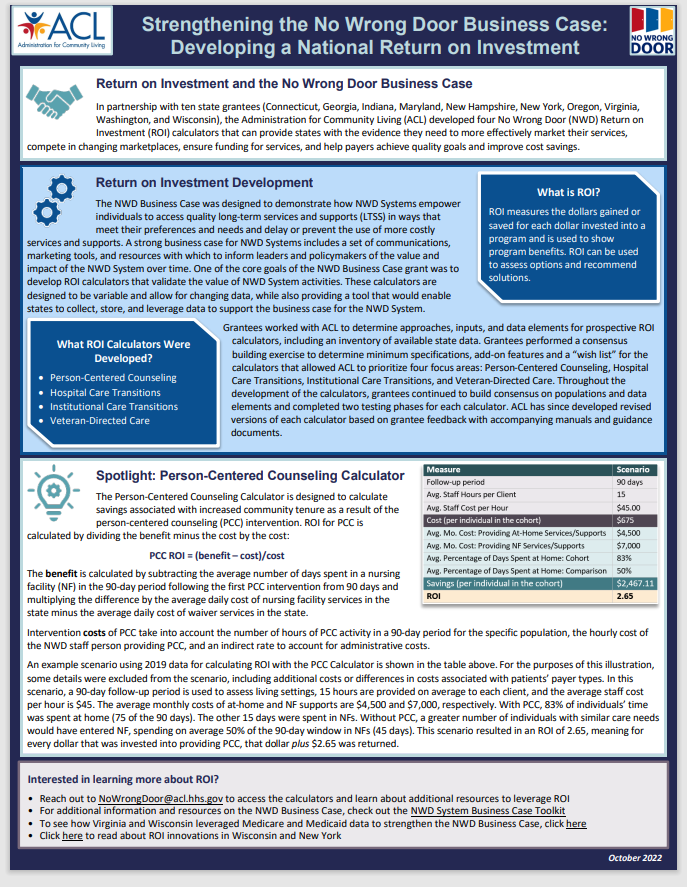 ACL
Administration for Community Living
Strengthening the No Wrong Door Business Case:
Developing a National Return on Investment
NO WRONG
DOOR
Return on Investment and the No Wrong Door Business Case
In partnership with ten state grantees (Connecticut, Georgia, Indiana, Maryland, New Hampshire, New York, Oregon, Virginia,
Washington, and Wisconsin), the Administration for Community Living (ACL) developed four No Wrong Door (NWD) Return on
Investment (ROI) calculators that can provide states with the evidence they need to more effectively market their services,
compete in changing marketplaces, ensure funding for services, and help payers achieve quality goals and improve cost savings.
Return on Investment Development
The NWD Business Case was designed to demonstrate how NWD Systems empower
individuals to access quality long-term services and supports (LTSS) in ways that
meet their preferences and needs and delay or prevent the use of more costly
services and supports. A strong business case for NWD Systems includes a set of communications,
marketing tools, and resources with which to inform leaders and policymakers of the value and
impact of the NWD System over time. One of the core goals of the NWD Business Case grant was to
develop ROI calculators that validate the value of NWD System activities. These calculators are
designed to be variable and allow for changing data, while also providing a tool that would enable
states to collect, store, and leverage data to support the business case for the NWD System.
What is ROI?
ROI measures the dollars gained or
saved for each dollar invested into a
program and is used to show
program benefits. ROI can be used
to assess options and recommend
solutions.
What ROI Calculators Were
Developed?
• Person-Centered Counseling
• Hospital Care Transitions
• Institutional Care Transitions
• Veteran-Directed Care
Grantees worked with ACL to determine approaches, inputs, and data elements for prospective ROI
calculators, including an inventory of available state data. Grantees performed a consensus
building exercise to determine minimum specifications, add-on features and a “wish list” for the
calculators that allowed ACL to prioritize four focus areas: Person-Centered Counseling, Hospital
Care Transitions, Institutional Care Transitions, and Veteran-Directed Care. Throughout the
development of the calculators, grantees continued to build consensus on populations and data
elements and completed two testing phases for each calculator. ACL has since developed revised
versions of each calculator based on grantee feedback with accompanying manuals and guidance
documents.
Spotlight: Person-Centered Counseling Calculator
The Person-Centered Counseling Calculator is designed to calculate
savings associated with increased community tenure as a result of the
person-centered counseling (PCC) intervention. ROI for PCC is
calculated by dividing the benefit minus the cost by the cost:
PCC ROI = (benefit – cost)/cost
The benefit is calculated by subtracting the average number of days spent in a nursing
facility (NF) in the 90-day period following the first PCC intervention from 90 days and
multiplying the difference by the average daily cost of nursing facility services in the
state minus the average daily cost of waiver services in the state.
Measure Scenario
Follow-up period 90 days
Avg. Staff Hours per Client 15
Avg. Staff Cost per Hour $45.00
Cost (per individual in the cohort) $675
Avg. Mo. Cost: Providing At-Home Services/Supports $4,500
Avg. Mo. Cost: Providing NF Services/Supports $7,000
Avg. Percentage of Days Spent at Home: Cohort 83%
Avg. Percentage of Days Spent at Home: Comparison 50%
Savings (per individual in the cohort) $2,467.11
ROI 2.65
Intervention costs of PCC take into account the number of hours of PCC activity in a 90-day period for the specific population, the hourly cost of
the NWD staff person providing PCC, and an indirect rate to account for administrative costs.
An example scenario using 2019 data for calculating ROI with the PCC Calculator is shown in the table above. For the purposes of this illustration,
some details were excluded from the scenario, including additional costs or differences in costs associated with patients’ payer types. In this
scenario, a 90-day follow-up period is used to assess living settings, 15 hours are provided on average to each client, and the average staff cost
per hour is $45. The average monthly costs of at-home and NF supports are $4,500 and $7,000, respectively. With PCC, 83% of individuals’ time
was spent at home (75 of the 90 days). The other 15 days were spent in NFs. Without PCC, a greater number of individuals with similar care needs
would have entered NF, spending on average 50% of the 90-day window in NFs (45 days). This scenario resulted in an ROI of 2.65, meaning for
every dollar that was invested into providing PCC, that dollar plus $2.65 was returned.
Interested in learning more about ROI?
• Reach out to NoWrongDoor@acl.hhs.gov to access the calculators and learn about additional resources to leverage ROI
• For additional information and resources on the NWD Business Case, check out the NWD System Business Case Toolkit
• To see how Virginia and Wisconsin leveraged Medicare and Medicaid data to strengthen the NWD Business Case, click here
• Click here to read about ROI innovations in Wisconsin and New York
October 2022